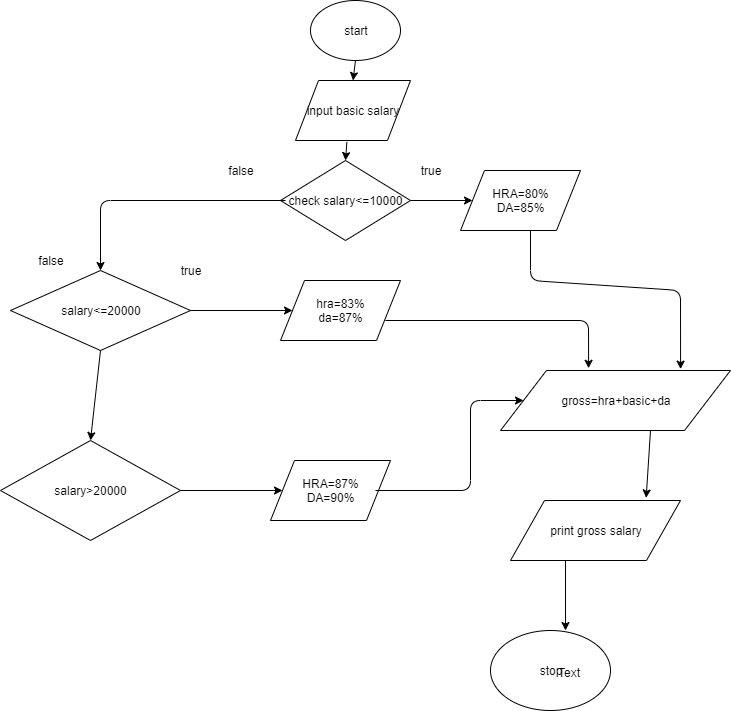 start
input basic salary
false
true
check salary<=10000
HRA=80%
DA=85%
false
true
salary<=20000
hra=83%
da=87%
gross=hra+basic+da
salary>20000
HRA=87%
DA=90%
print gross salary
stop
Text